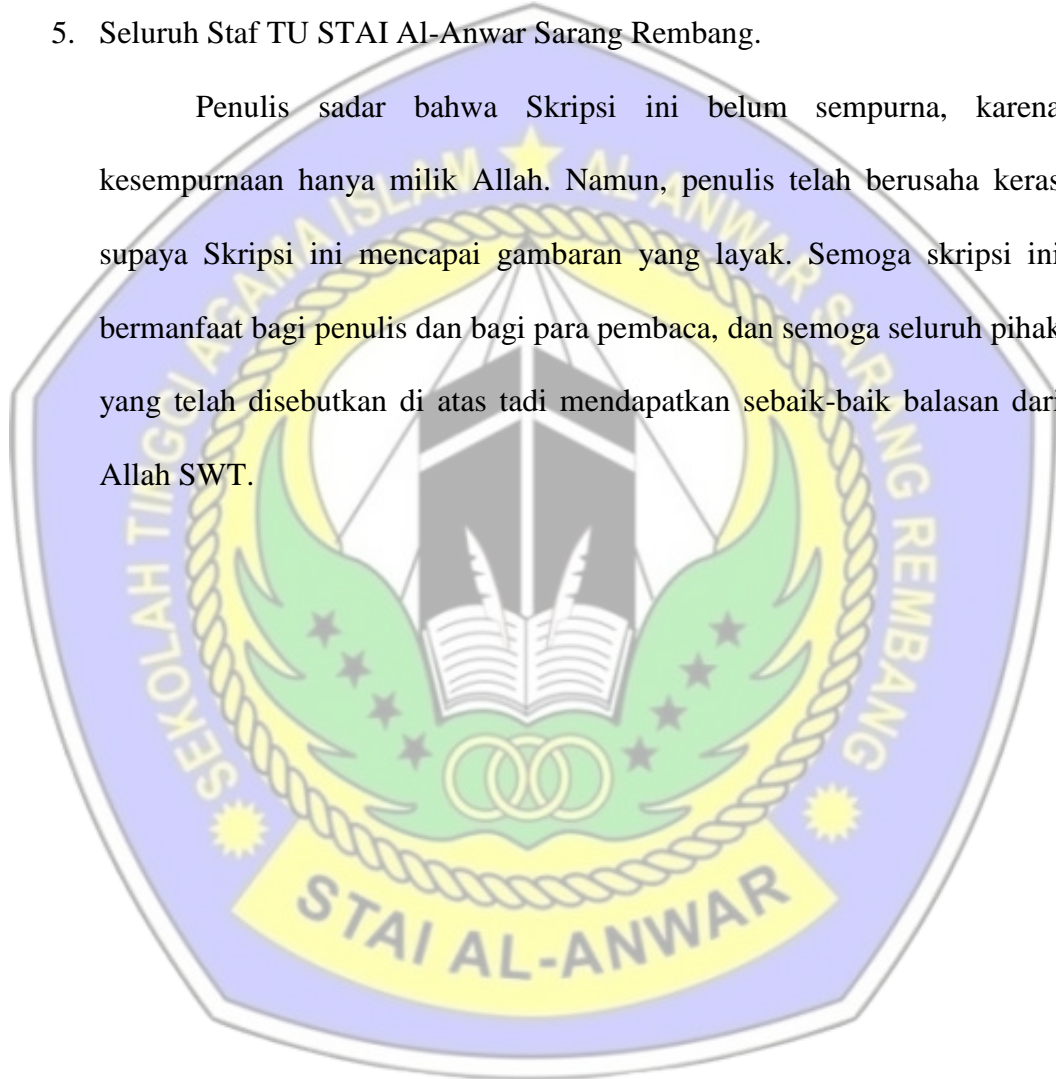 5. Seluruh Staf TU STAI Al-Anwar Sarang Rembang.
Penulis sadar bahwa Skripsi ini belum sempurna, karena
kesempurnaan hanya milik Allah. Namun, penulis telah berusaha keras
supaya Skripsi ini mencapai gambaran yang layak. Semoga skripsi ini
bermanfaat bagi penulis dan bagi para pembaca, dan semoga seluruh pihak
yang telah disebutkan di atas tadi mendapatkan sebaik-baik balasan dari
Allah SWT.
SEKOLAH TINGGI AGAMA ISLAM AL-ANWAR SARANG REMBANG
STAI AL-ANWAR